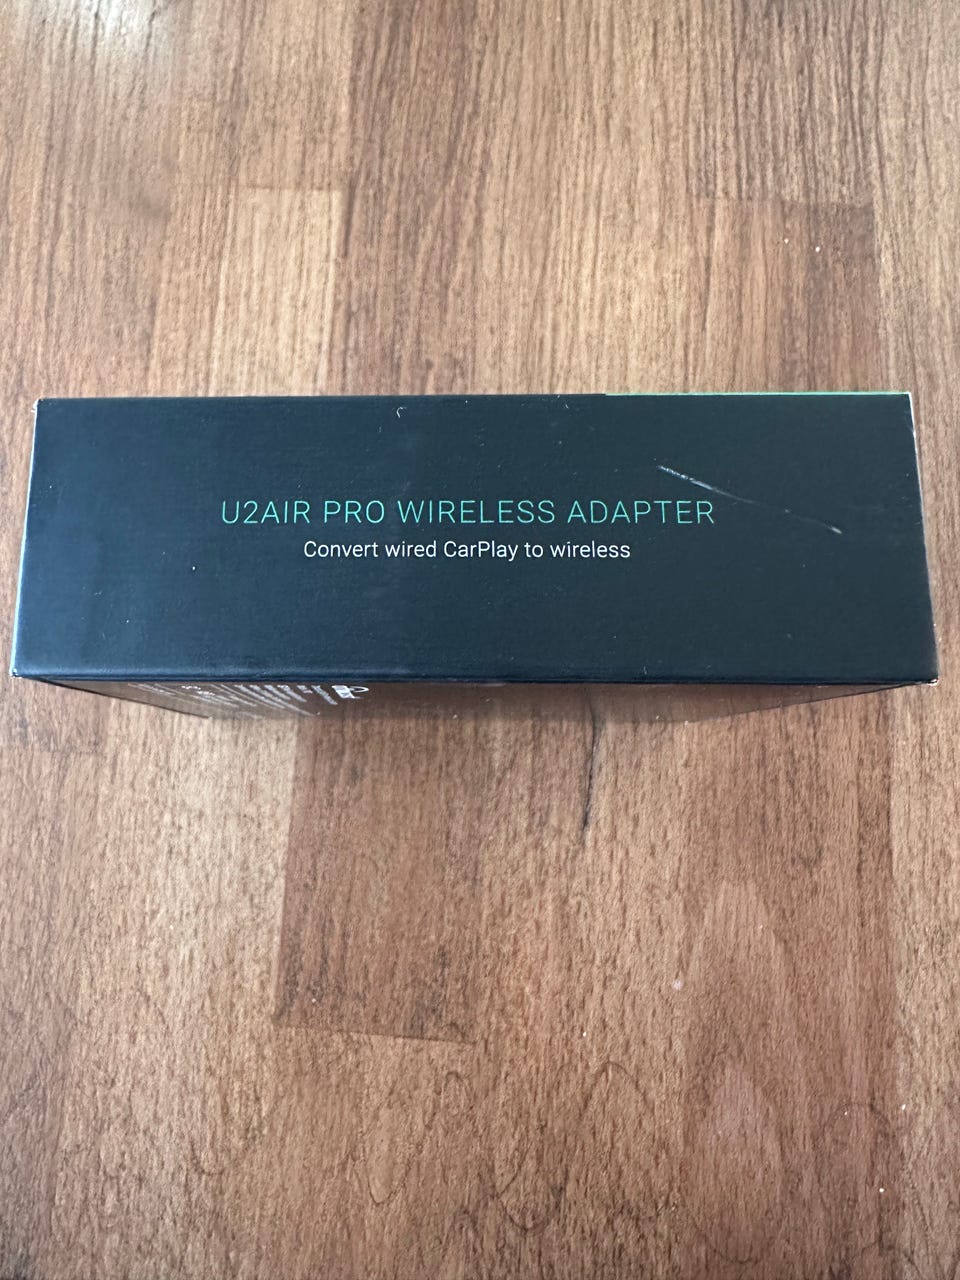 U2AIR PRO WIRELESS ADAPTER
Convert wired CarPlay to wireless